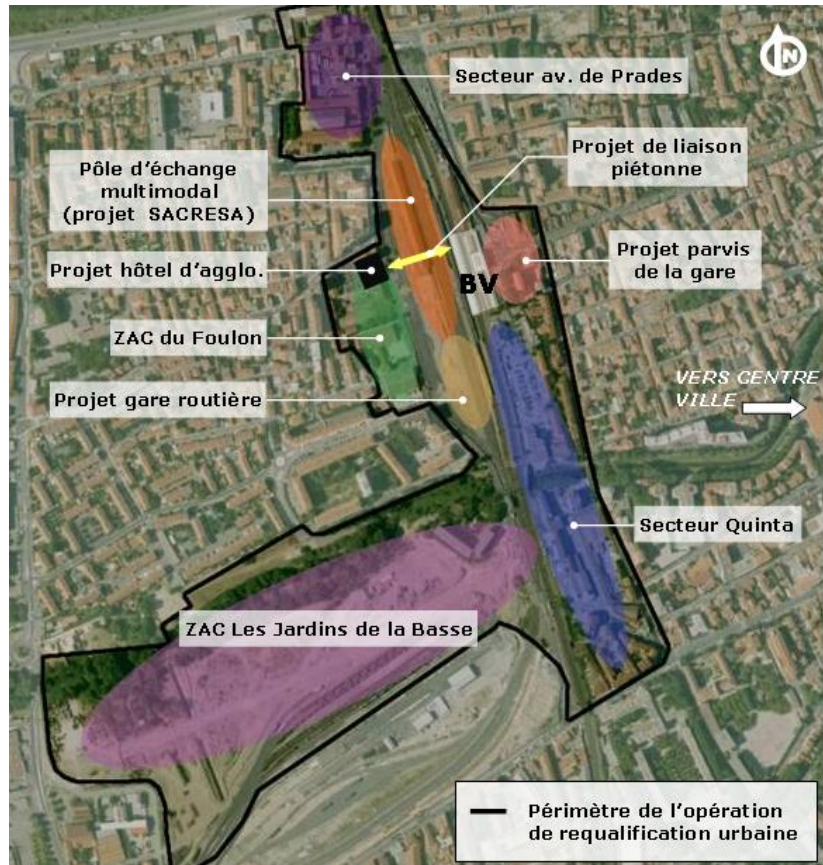 N
Secteur av. de Prades
Projet de liaison
piétonne
Pôle d'échange
multimodal
(projet SACRESA)
Projet parvis
de la gare
Projet hôtel d'agglo.
BV
ZAC du Foulon
VERS CENTRE
VILLE
Projet gare routière
Secteur Quinta
ZAC Les Jardins de la Basse
Périmètre de l'opération
de requalification urbaine